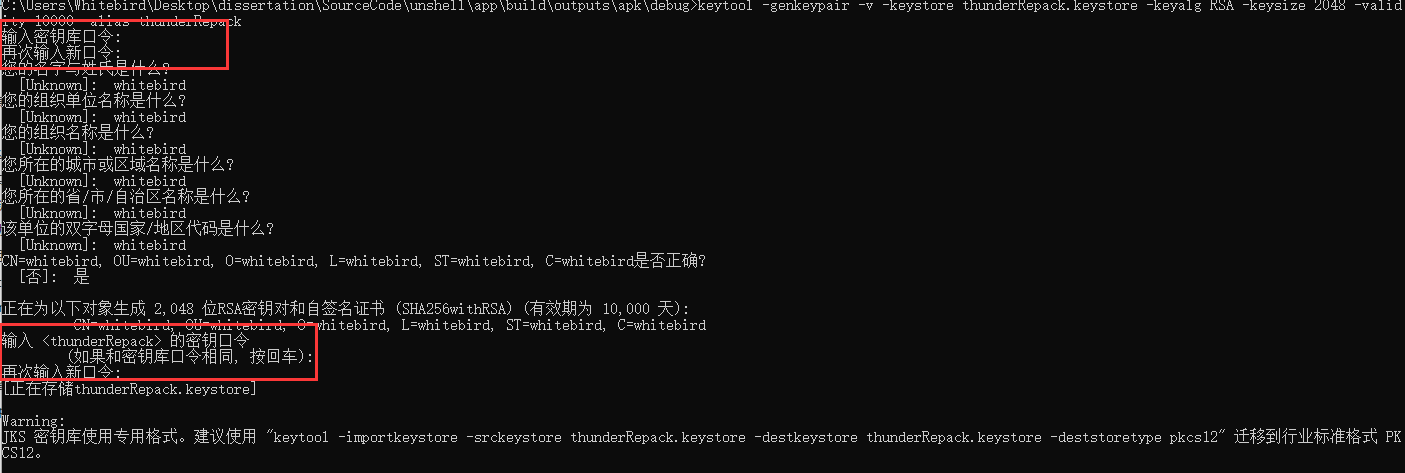 C:\Users\Whitebird\Desktop\dissertation\SourceCode\unshell\app\build\outputs\apk\debug>keytool -genkeypair -v -keystore thunderRepack.keystore -keyalg RSA -keysize 2048 -valid
ity 10000 -alias thunderRepack
输入密钥库口令:
再次输入新口令:
您的名字与姓氏是什么?
[Unknown]:  whitebird
您的组织单位名称是什么?
[Unknown]:  whitebird
您的组织名称是什么?
[Unknown]:  whitebird
您所在的城市或区域名称是什么?
[Unknown]:  whitebird
您所在的省/市/自治区名称是什么?
[Unknown]:  whitebird
该单位的双字母国家/地区代码是什么?
[Unknown]:  whitebird
CN=whitebird, OU=whitebird, O=whitebird, L=whitebird, ST=whitebird, C=whitebird是否正确?
[否]:  是
正在为以下对象生成 2,048 位RSA密钥对和自签名证书 (SHA256withRSA) (有效期为 10,000 天):
CN=whitebird, OU=whitebird, O=whitebird, L=whitebird, ST=whitebird, C=whitebird
输入 <thunderRepack> 的密钥口令
(如果和密钥库口令相同, 按回车):
再次输入新口令:
[正在存储thunderRepack.keystore]
Warning:
JKS 密钥库使用专用格式。建议使用 "keytool -importkeystore -srckeystore thunderRepack.keystore -destkeystore thunderRepack.keystore -deststoretype pkcs12" 迁移到行业标准格式 PK
CS12。